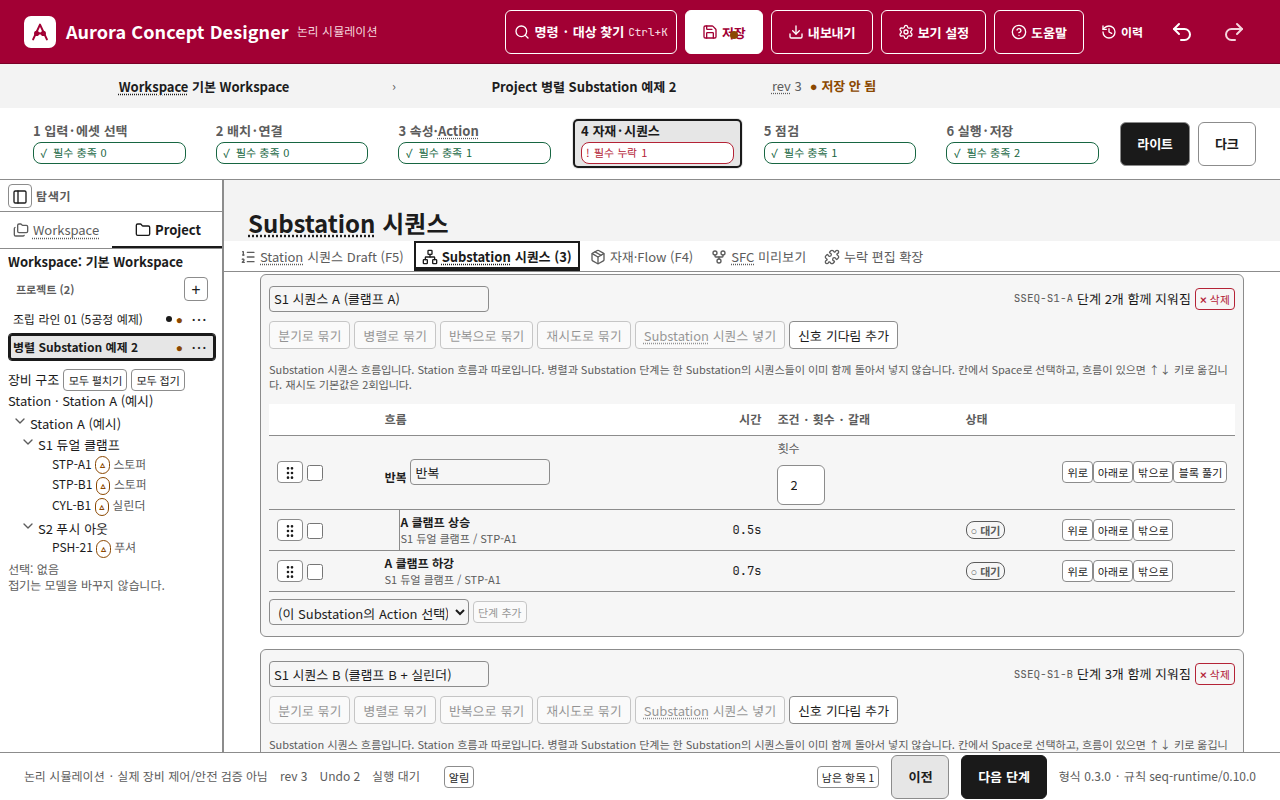 Aurora Concept Designer 논리 시뮬레이션 명령 · 대상 찾기 Ctrl+K 저장 내보내기 보기 설정 도움말 이력
Workspace 기본 Workspace › Project 병렬 Substation 예제 2 rev 3 ● 저장 안 됨
1 입력·에셋 선택 2 배치·연결 3 속성·Action 4 자재·시퀀스 5 점검 6 실행·저장
✓ 필수 충족 0 ✓ 필수 충족 0 ✓ 필수 충족 1 ! 필수 누락 1 ✓ 필수 충족 1 ✓ 필수 충족 2
라이트 다크
탐색기
Workspace Project
Workspace: 기본 Workspace
프로젝트 (2) +
조립 라인 01 (5공정 예제) ● ● ···
병렬 Substation 예제 2 ● ···
장비 구조 모두 펼치기 모두 접기
Station · Station A (예시)
Station A (예시)
S1 듀얼 클램프
STP-A1 스토퍼
STP-B1 스토퍼
CYL-B1 실린더
S2 푸시 아웃
PSH-21 푸셔
선택: 없음
접기는 모델을 바꾸지 않습니다.
Substation 시퀀스
Station 시퀀스 Draft (F5) Substation 시퀀스 (3) 자재·Flow (F4) SFC 미리보기 누락 편집 확장
S1 시퀀스 A (클램프 A) SSEQ-S1-A 단계 2개 함께 지워짐 × 삭제
분기로 묶기 병렬로 묶기 반복으로 묶기 재시도로 묶기 Substation 시퀀스 넣기 신호 기다림 추가
Substation 시퀀스 흐름입니다. Station 흐름과 따로입니다. 병렬과 Substation 단계는 한 Substation의 시퀀스들이 이미 함께 돌아서 넣지 않습니다. 칸에서 Space로 선택하고, 흐름이 있으면 ↑↓ 키로 옮깁니
다. 재시도 기본값은 2회입니다.
흐름 시간 조건 · 횟수 · 갈래 상태
횟수
반복 반복 2 위로 아래로 밖으로 블록 풀기
A 클램프 상승
S1 듀얼 클램프 / STP-A1 0.5s ○ 대기 위로 아래로 밖으로
A 클램프 하강
S1 듀얼 클램프 / STP-A1 0.7s ○ 대기 위로 아래로 밖으로
(이 Substation의 Action 선택) 단계 추가
S1 시퀀스 B (클램프 B + 실린더) SSEQ-S1-B 단계 3개 함께 지워짐 × 삭제
분기로 묶기 병렬로 묶기 반복으로 묶기 재시도로 묶기 Substation 시퀀스 넣기 신호 기다림 추가
Substation 시퀀스 흐름입니다. Station 흐름과 따로입니다. 병렬과 Substation 단계는 한 Substation의 시퀀스들이 이미 함께 돌아서 넣지 않습니다. 칸에서 Space로 선택하고, 흐름이 있으면 ↑↓ 키로 옮깁니
논리 시뮬레이션 · 실제 장비 제어/안전 검증 아님 rev 3 Undo 2 실행 대기 알림 남은 항목 1 이전 다음 단계 형식 0.3.0 · 규칙 seq-runtime/0.10.0